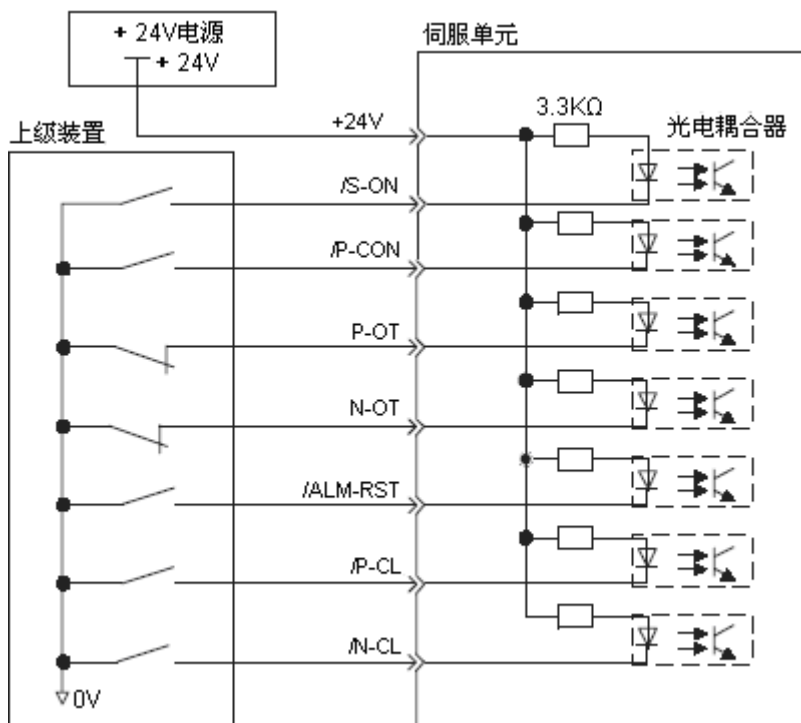 + 24V电源
+ 24V
伺服单元
上级装置
+24V
3.3KΩ
光电耦合器
/S-ON
/P-CON
P-OT
N-OT
/ALM-RST
/P-CL
/N-CL
0V